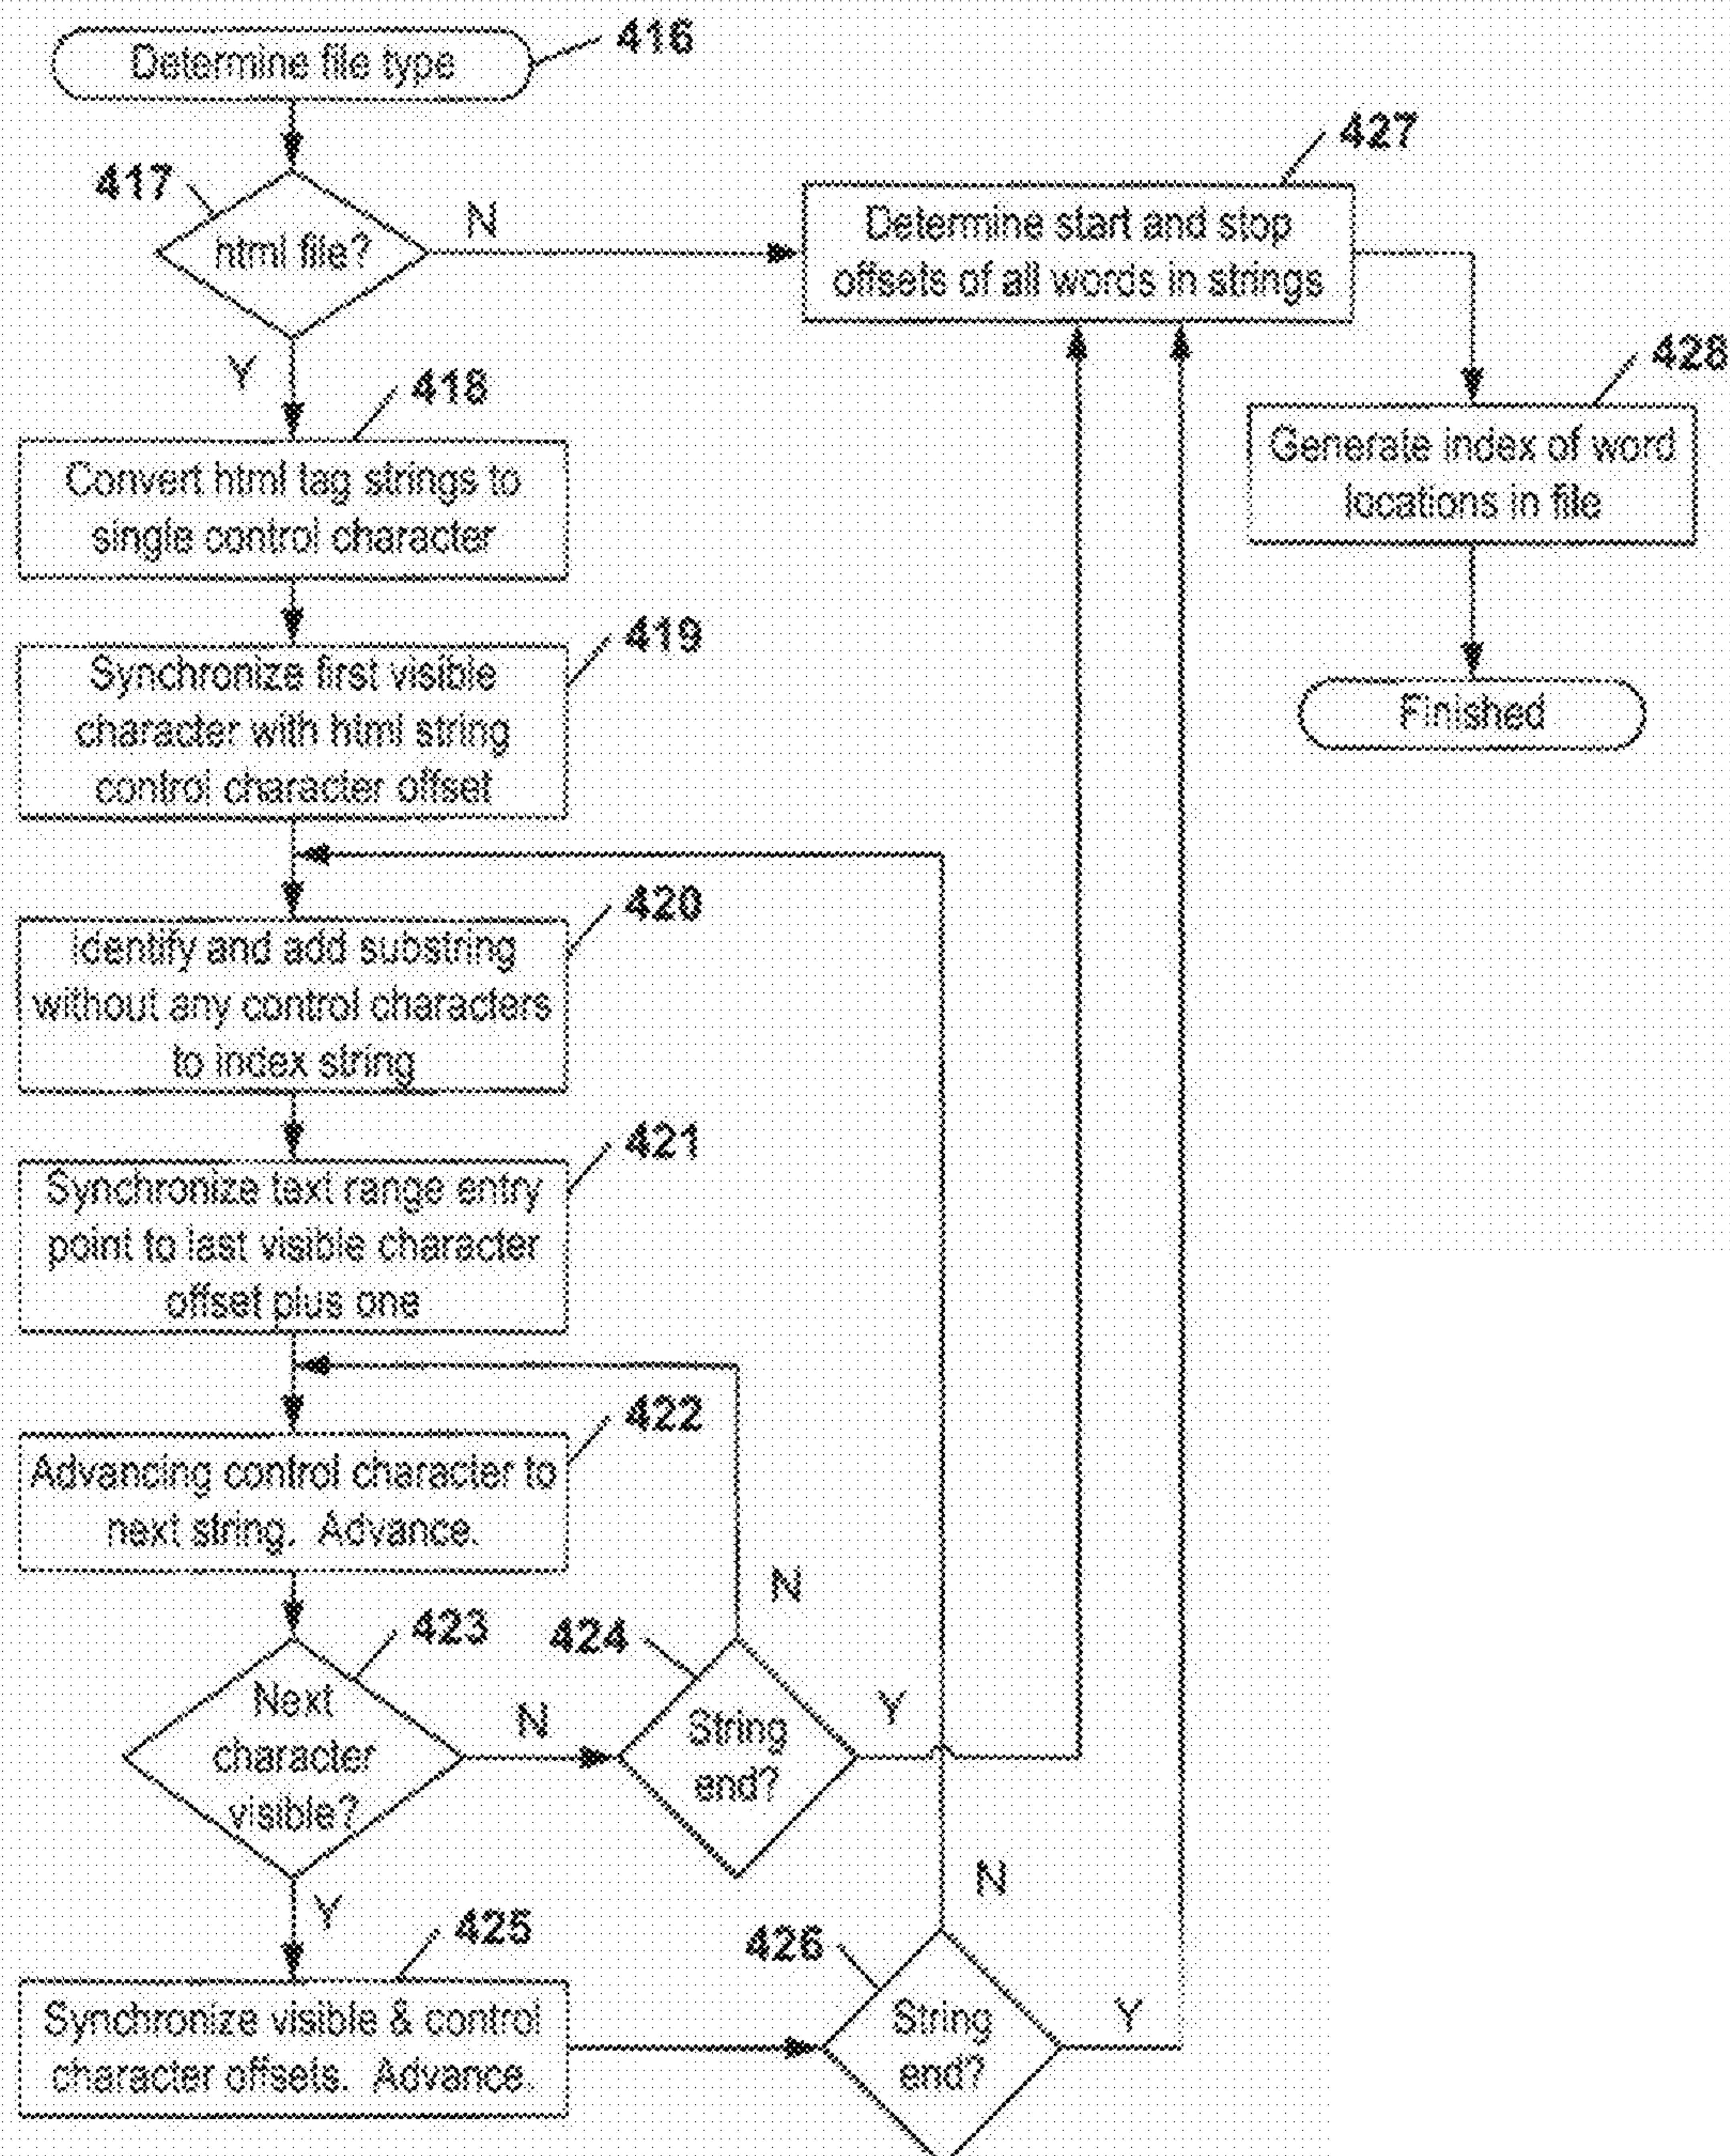 Determine file type
416
417
html file?
N
Y
427
Determine start and stop
offsets of all words in strings
428
Generate index of word
locations in file
Finished
418
Convert html tag strings to
single control character
419
Synchronize first visible
character with html string
control character offset
420
Identify and add substring
without any control characters
to index string
421
Synchronize text range entry
point to last visible character
offset plus one
422
Advancing control character to
next string. Advance.
423
Next
character
visible?
N
Y
424
String
end?
N
Y
425
Synchronize visible & control
character offsets. Advance.
426
String
end?
N
Y